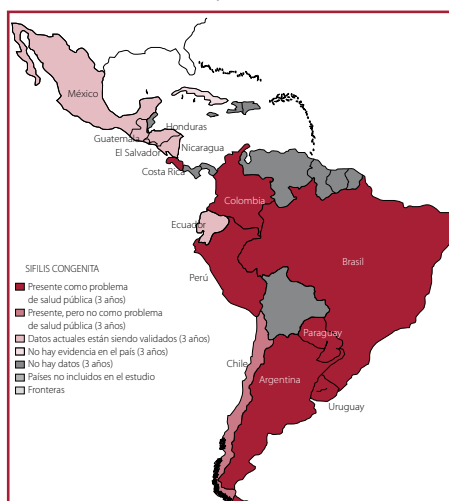 México
Honduras
Guatemala
Nicaragua
El Salvador
Costa Rica
Colombia
Ecuador
Brasil
SIFILIS CONGENITA
Perú
Presente como problema
de salud pública (3 años)
Presente, pero no como problema
de salud pública (3 años)
Paraguay
Datos actuales están siendo validados (3 años)
No hay evidencia en el país (3 años)
Chile
No hay datos (3 años)
Países no incluidos en el estudio
Argentina
Fronteras
Uruguay